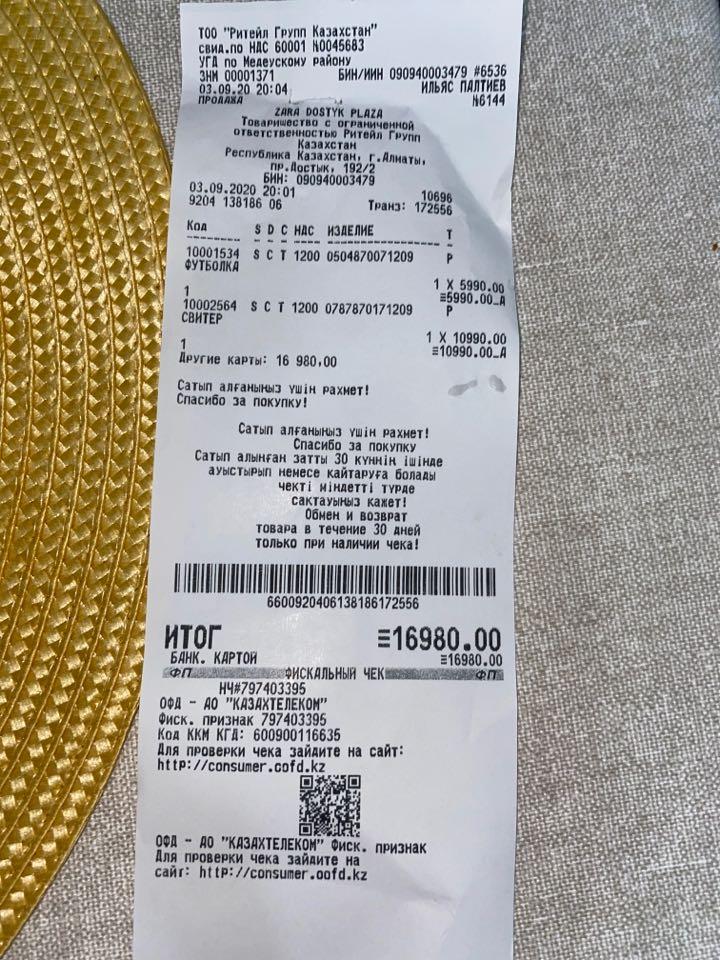 ТОО "Ритейл Групп Казахстан"
свид.по НДС 60001 №0045683
УГД по Медеускому району
ЗНМ 00001371 БИН/ИИН 090940003479 #6536
03.09.20 20:04 ИЛЬЯС ПАЛТИЕВ
ПРОДАЖА №6144
ZARA DOSTYK PLAZA
Товарищество с ограниченной
ответственностью Ритейл Групп
Казахстан
Республика Казахстан, г.Алматы,
пр.Достык, 192/2
БИН: 090940003479
03.09.2020 20:01 10696
9204 138186 06 Транз: 172556
Код S D C НДС ИЗДЕЛИЕ T
10001534 S C T 1200 0504870071209 P
ФУТБОЛКА
1 X 5990.00
1 ≡5990.00_А
10002564 S C T 1200 0787870171209 P
СВИТЕР
1 X 10990.00
1 ≡10990.00_А
Другие карты: 16 980,00
Сатып алғаныңыз үшін рахмет!
Спасибо за покупку!
Сатып алғаныңыз үшін рахмет!
Спасибо за покупку
Сатып алынған затты 30 күннің ішінде
ауыстырып немесе қайтаруға болады
чекті міндетті түрде
сақтауыңыз қажет!
Обмен и возврат
товара в течение 30 дней
только при наличии чека!
6600920406138186172556
ИТОГ ≡16980.00
БАНК. КАРТОЙ ≡16980.00
ФП ФИСКАЛЬНЫЙ ЧЕК ФП
НЧ#797403395
ОФД - АО "КАЗАХТЕЛЕКОМ"
Фиск. признак 797403395
Код ККМ КГД: 600900116635
Для проверки чека зайдите на сайт:
http://consumer.oofd.kz
ОФД - АО "КАЗАХТЕЛЕКОМ" Фиск. признак
Для проверки чека зайдите на
сайт: http://consumer.oofd.kz